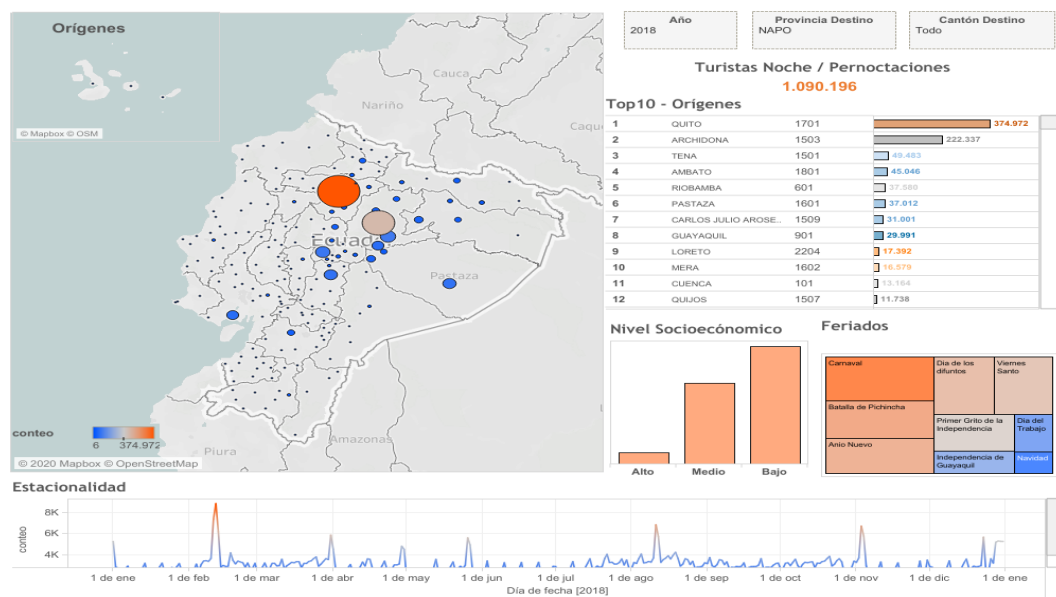 Orígenes
© Mapbox © OSM
Cauca
Nariño
Caqu
Ecuad
Pastaza
Amazonas
Piura
L
conteo
6 374.972
© 2020 Mapbox © OpenStreetMap
Año
2018
Provincia Destino
NAPO
Cantón Destino
Todo
Turistas Noche / Pernoctaciones
1.090.196
Top10 - Orígenes
1 QUITO 1701 374.972
2 ARCHIDONA 1503 222.337
3 TENA 1501 49.483
4 AMBATO 1801 45.046
5 RIOBAMBA 601 37.580
6 PASTAZA 1601 37.012
7 CARLOS JULIO AROSE.. 1509 31.001
8 GUAYAQUIL 901 29.991
9 LORETO 2204 17.392
10 MERA 1602 16.579
11 CUENCA 101 13.164
12 QUIJOS 1507 11.738
Nivel Socioecónomico
Alto Medio Bajo
Feriados
Carnaval
Batalla de Pichincha
Anio Nuevo
Dia de los
difuntos
Viernes
Santo
Primer Grito de la
Independencia
Dia del
Trabajo
Independencia de
Guayaquil
Navidad
Estacionalidad
conteo
8K
6K
4K
1 de ene 1 de feb 1 de mar 1 de abr 1 de may 1 de jun 1 de jul 1 de ago 1 de sep 1 de oct 1 de nov 1 de dic 1 de ene
Día de fecha [2018]